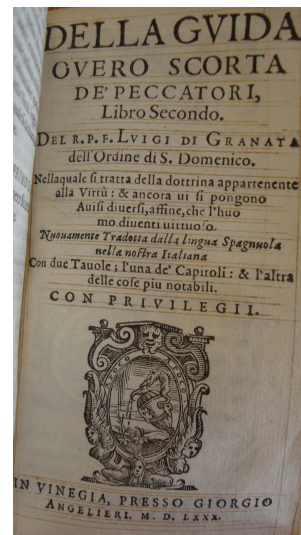 DELLA GVIDA
OVERO SCORTA
DE' PECCATORI,
Libro Secondo.
DEL R. P. F. LVIGI DI GRANATA
dell'Ordine di S. Domenico.
Nellaquale si tratta della dottrina appartenente
alla Virtù: & ancora ui si pongono
Auisi diuersi, affine, che l'huo
mo diuenti uirtuoso.
Nuouamente Tradotta dalla lingua Spagnuola
nella nostra Italiana
Con due Tauole; l'una de' Capitoli: & l'altra
delle cose piu notabili.
CON PRIVILEGII.
IN VINEGIA, PRESSO GIORGIO
ANGELIERI. M. D. LXXX.